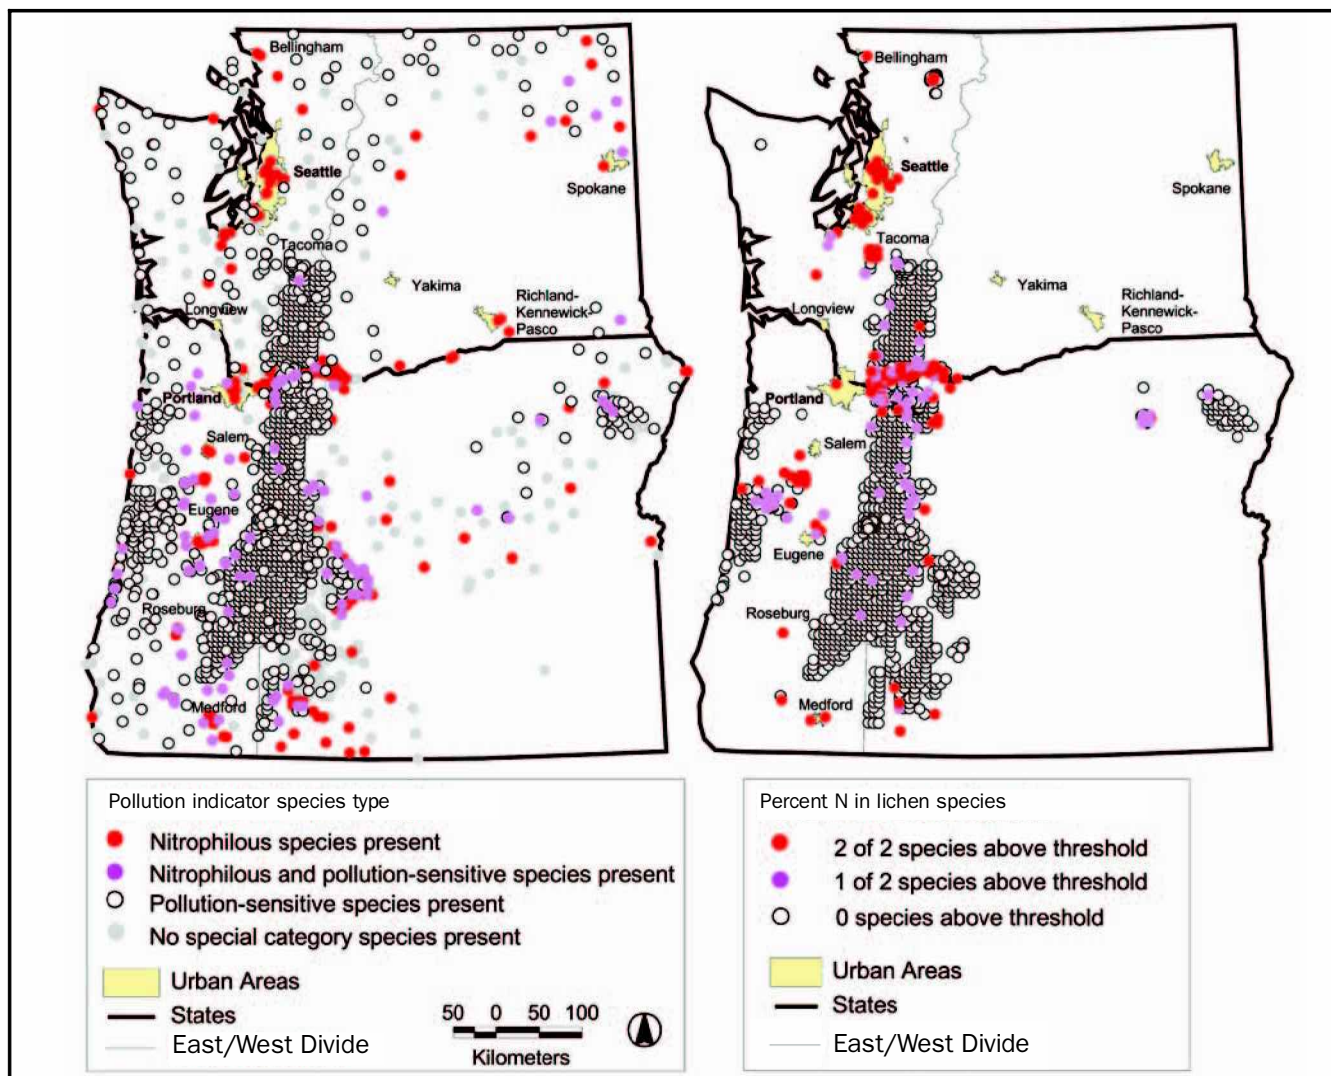 Bellingham
Seattle
Spokane
Tacoma
Yakima
Richland-
Kennewick-
Pasco
Longview
Portland
Salem
Eugene
Roseburg
Medford
Bellingham
Seattle
Spokane
Tacoma
Yakima
Richland-
Kennewick-
Pasco
Longview
Portland
Salem
Eugene
Roseburg
Medford
Pollution indicator species type
Nitrophilous species present
Nitrophilous and pollution-sensitive species present
Pollution-sensitive species present
No special category species present
Urban Areas
States
East/West Divide
50 0 50 100
Kilometers
Percent N in lichen species
2 of 2 species above threshold
1 of 2 species above threshold
0 species above threshold
Urban Areas
States
East/West Divide